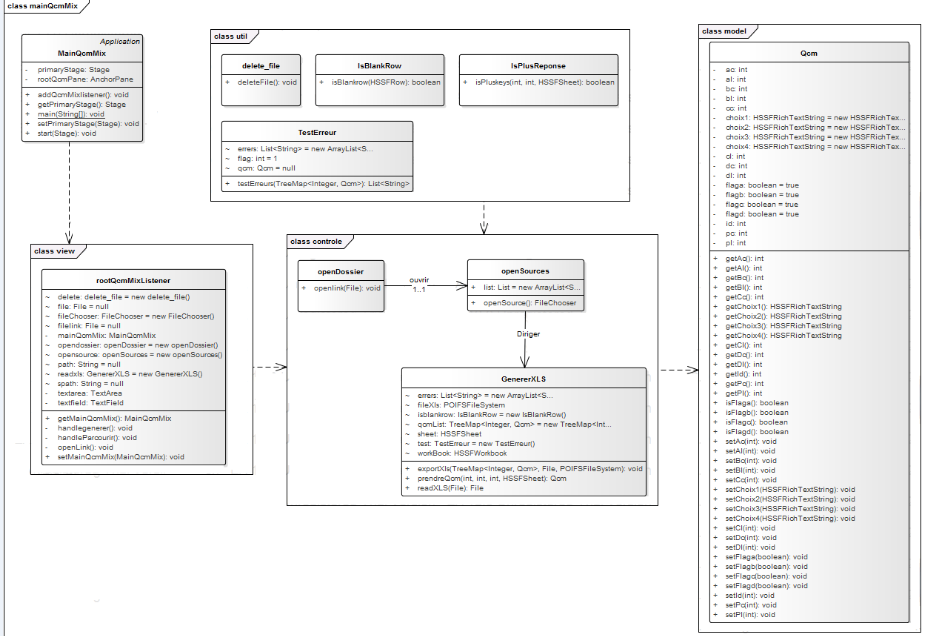 class mainQcmMix
Application
MainQcmMix
- primaryStage: Stage
- rootQcmPane: AnchorPane
+ addQcmMixlistener(): void
+ getPrimaryStage(): Stage
+ main(String[]): void
+ setPrimaryStage(Stage): void
+ start(Stage): void
class util
delete_file
+ deleteFile(): void
IsBlankRow
+ isBlankrow(HSSFRow): boolean
IsPlusReponse
+ isPluskeys(int, int, HSSFSheet): boolean
TestErreur
~ errers: List<String> = new ArrayList<S...
~ flag: int = 1
~ qcm: Qcm = null
+ testErreurs(TreeMap<Integer, Qcm>): List<String>
class view
rootQcmMixListener
~ delete: delete_file = new delete_file()
~ file: File = null
~ fileChooser: FileChooser = new FileChooser()
~ filelink: File = null
- mainQcmMix: MainQcmMix
~ opendossier: openDossier = new openDossier()
~ opensource: openSources = new openSources()
~ path: String = null
~ readxls: GenererXLS = new GenererXLS()
~ spath: String = null
- textarea: TextArea
- textfield: TextField
+ getMainQcmMix(): MainQcmMix
- handlegenerer(): void
- handleParcourir(): void
- openLink(): void
+ setMainQcmMix(MainQcmMix): void
class controle
openDossier
+ openlink(File): void
ouvrir
1..1
openSources
+ list: List = new ArrayList<S...
+ openSource(): FileChooser
Diriger
GenererXLS
~ errers: List<String> = new ArrayList<S...
~ fileXls: POIFSFileSystem
~ isblankrow: IsBlankRow = new IsBlankRow()
~ qcmList: TreeMap<Integer, Qcm> = new TreeMap<Int...
~ sheet: HSSFSheet
~ test: TestErreur = new TestErreur()
~ workBook: HSSFWorkbook
+ exportXls(TreeMap<Integer, Qcm>, File, POIFSFileSystem): void
+ prendreQcm(int, int, int, HSSFSheet): Qcm
+ readXLS(File): File
class model
Qcm
- ac: int
- al: int
- bc: int
- bl: int
- cc: int
- choix1: HSSFRichTextString = new HSSFRichTex...
- choix2: HSSFRichTextString = new HSSFRichTex...
- choix3: HSSFRichTextString = new HSSFRichTex...
- choix4: HSSFRichTextString = new HSSFRichTex...
- cl: int
- dc: int
- dl: int
- flaga: boolean = true
- flagb: boolean = true
- flagc: boolean = true
- flagd: boolean = true
- id: int
- pc: int
- pl: int
+ getAc(): int
+ getAl(): int
+ getBc(): int
+ getBl(): int
+ getCc(): int
+ getChoix1(): HSSFRichTextString
+ getChoix2(): HSSFRichTextString
+ getChoix3(): HSSFRichTextString
+ getChoix4(): HSSFRichTextString
+ getCl(): int
+ getDc(): int
+ getDl(): int
+ getId(): int
+ getPc(): int
+ getPl(): int
+ isFlaga(): boolean
+ isFlagb(): boolean
+ isFlagc(): boolean
+ isFlagd(): boolean
+ setAc(int): void
+ setAl(int): void
+ setBc(int): void
+ setBl(int): void
+ setCc(int): void
+ setChoix1(HSSFRichTextString): void
+ setChoix2(HSSFRichTextString): void
+ setChoix3(HSSFRichTextString): void
+ setChoix4(HSSFRichTextString): void
+ setCl(int): void
+ setDc(int): void
+ setDl(int): void
+ setFlaga(boolean): void
+ setFlagb(boolean): void
+ setFlagc(boolean): void
+ setFlagd(boolean): void
+ setId(int): void
+ setPc(int): void
+ setPl(int): void